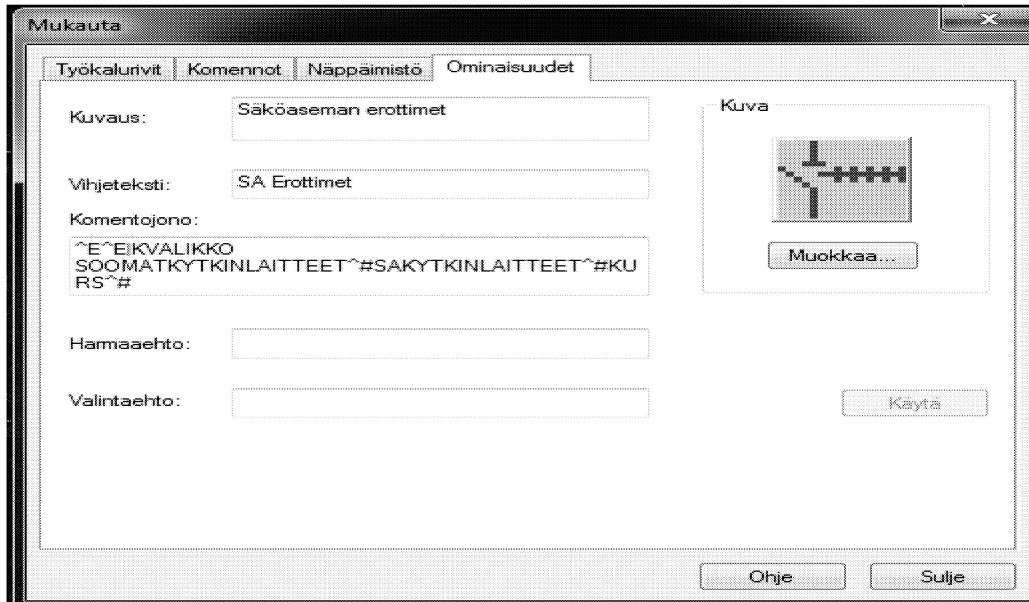 Mukauta
Työkalurivit Komennot Näppäimistö Ominaisuudet
Kuvaus:
Säköaseman erottimet
Vihjeteksti:
SA Erottimet
Komentojono:
^E^E|KVALIKKO
SOOMATKYTKINLAITTEET^#SAKYTKINLAITTEET^#KU
RS^#
Harmaaehto:
Valintaehto:
Kuva
Muokkaa...
Käytä
Ohje
Sulje